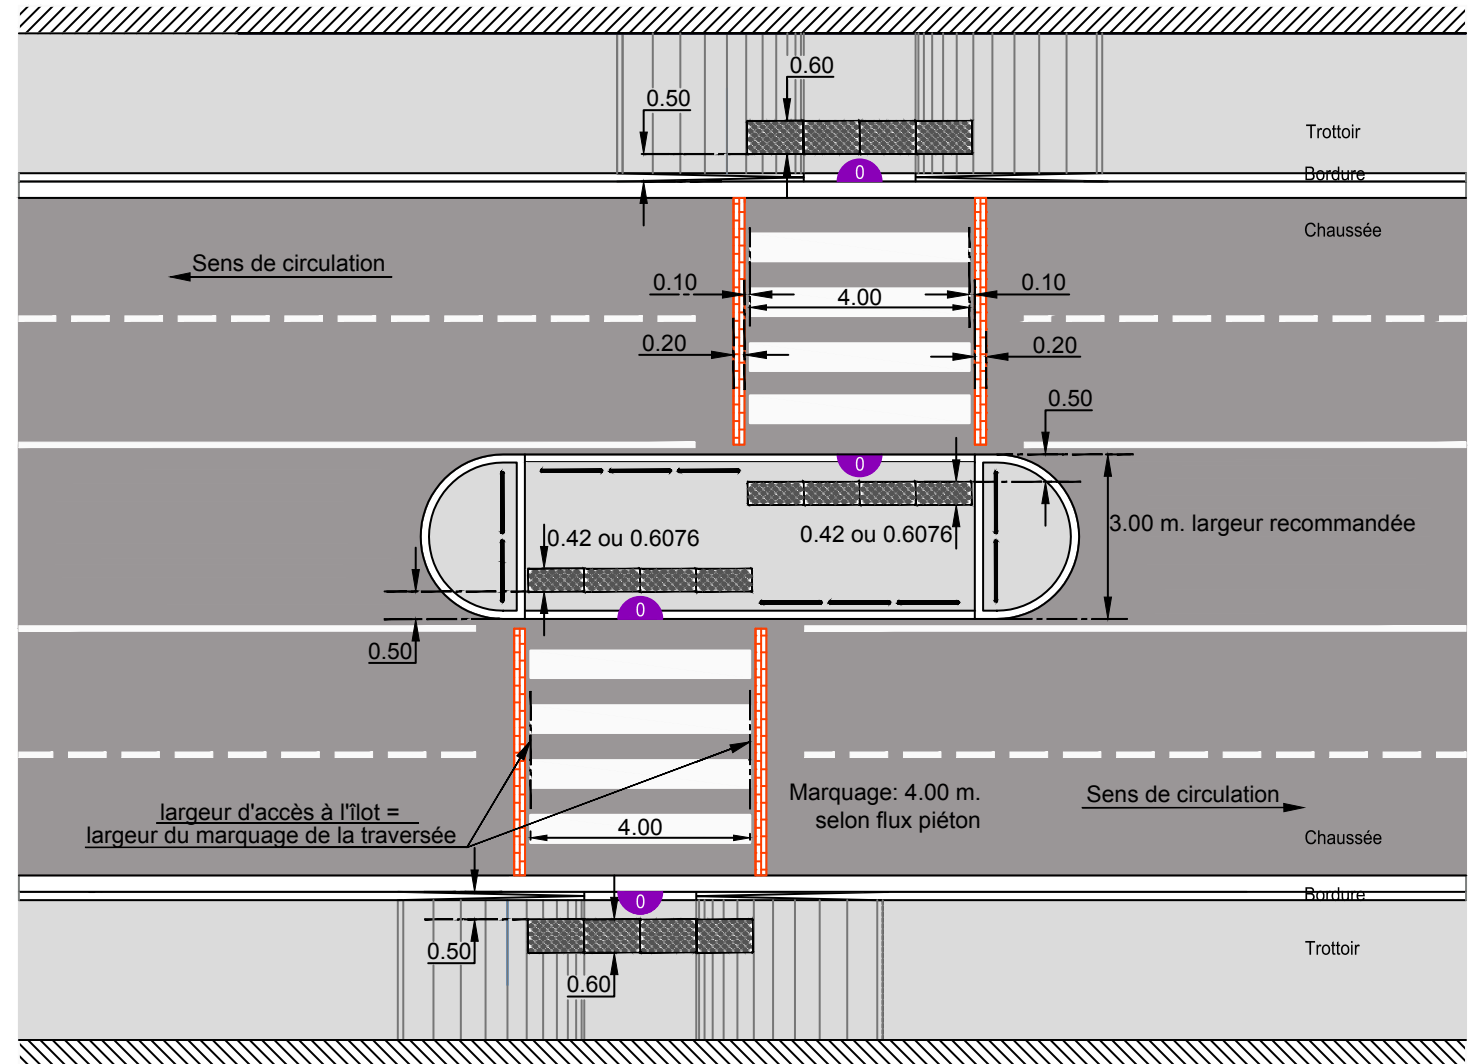 0.60
0.50
Trottoir
0
Bordure
Chaussée
Sens de circulation
0.10
4.00
0.10
0.20
0.20
0.50
0
0.42 ou 0.6076
0.42 ou 0.6076
3.00 m. largeur recommandée
0
0.50
Marquage: 4.00 m.
selon flux piéton
Sens de circulation
largeur d'accès à l'îlot =
largeur du marquage de la traversée
4.00
Chaussée
0
Bordure
0.50
Trottoir
0.60